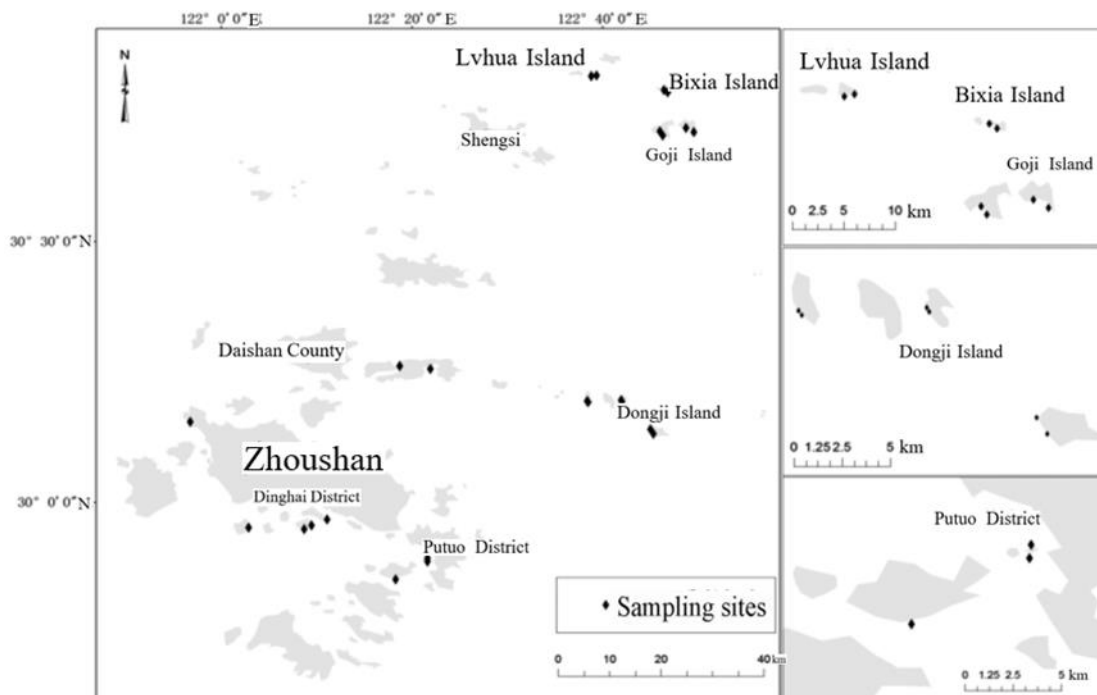 122° 0′0″E
122° 20′0″E
122° 40′0″E
N
Lvhua Island
Bixia Island
Shengsi
Goji Island
30° 30′0″N
Daishan County
Dongji Island
Zhoushan
Dinghai District
30° 0′0″N
Putuo District
Sampling sites
0 10 20 40 km
Lvhua Island
Bixia Island
Goji Island
0 2.5 5 10 km
Dongji Island
0 1.25 2.5 5 km
Putuo District
0 1.25 2.5 5 km